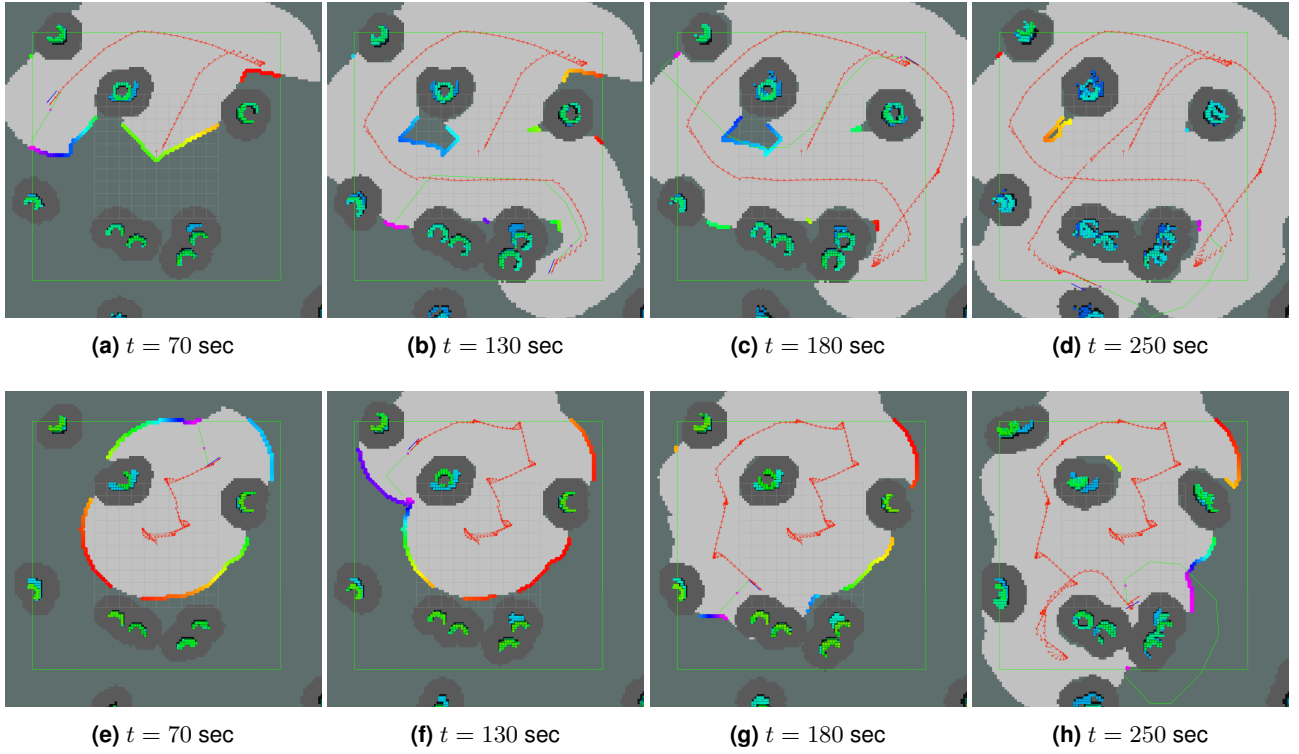 (a) t = 70 sec
(b) t = 130 sec
(c) t = 180 sec
(d) t = 250 sec
(e) t = 70 sec
(f) t = 130 sec
(g) t = 180 sec
(h) t = 250 sec